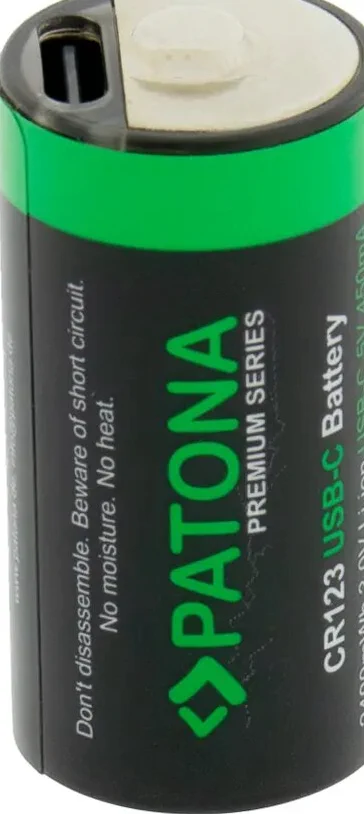 Don't disassemble. Beware of short circuit.
No moisture. No heat.
PATONA
PREMIUM SERIES
CR123 USB-C Battery